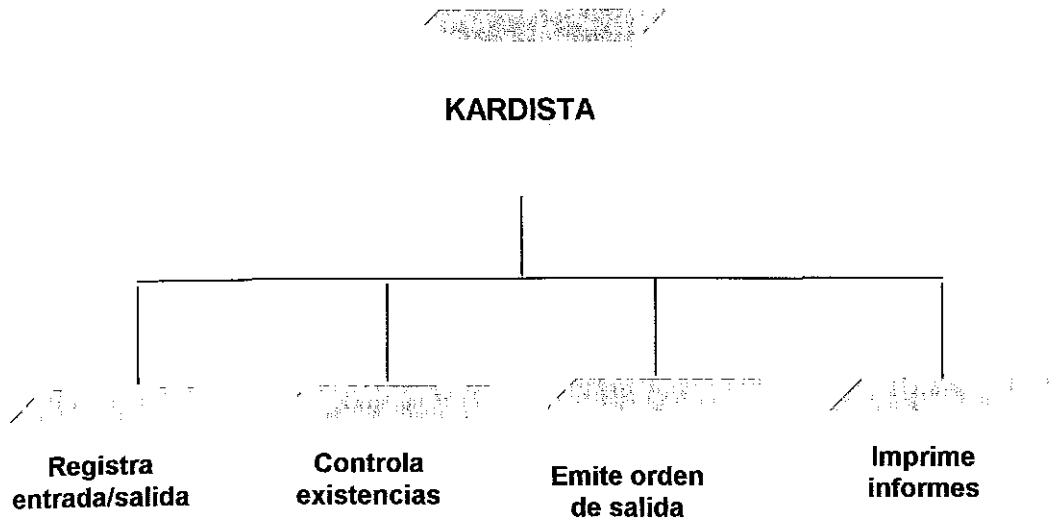 KARDISTA
Registra
entrada/salida
Controla
existencias
Emite orden
de salida
Imprime
informes